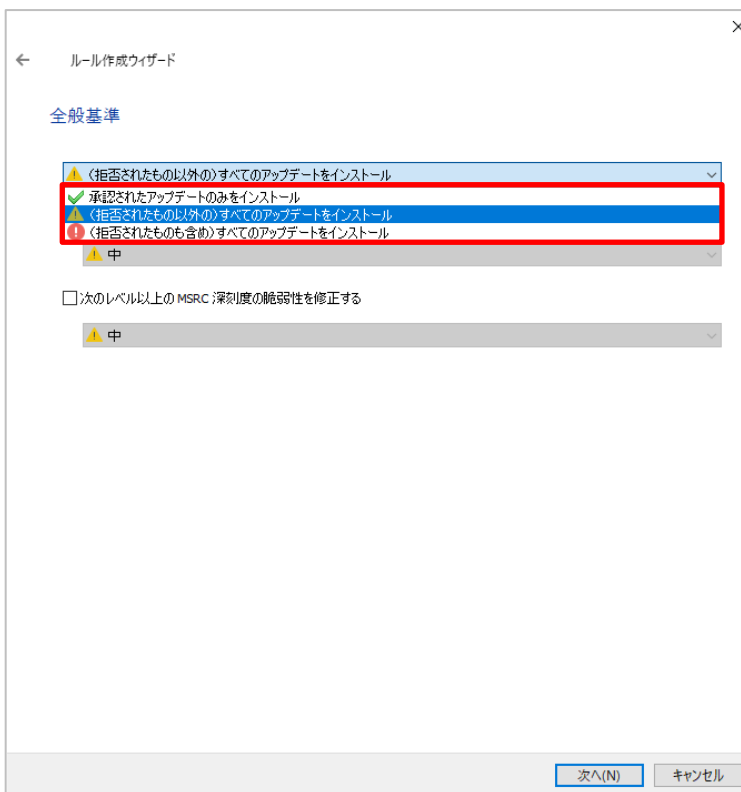 ルール作成ウィザード
全般基準
(拒否されたもの以外の)すべてのアップデートをインストール
承認されたアップデートのみをインストール
(拒否されたもの以外の)すべてのアップデートをインストール
(拒否されたものも含め)すべてのアップデートをインストール
中
次のレベル以上の MSRC 深刻度の脆弱性を修正する
中
次へ(N) キャンセル